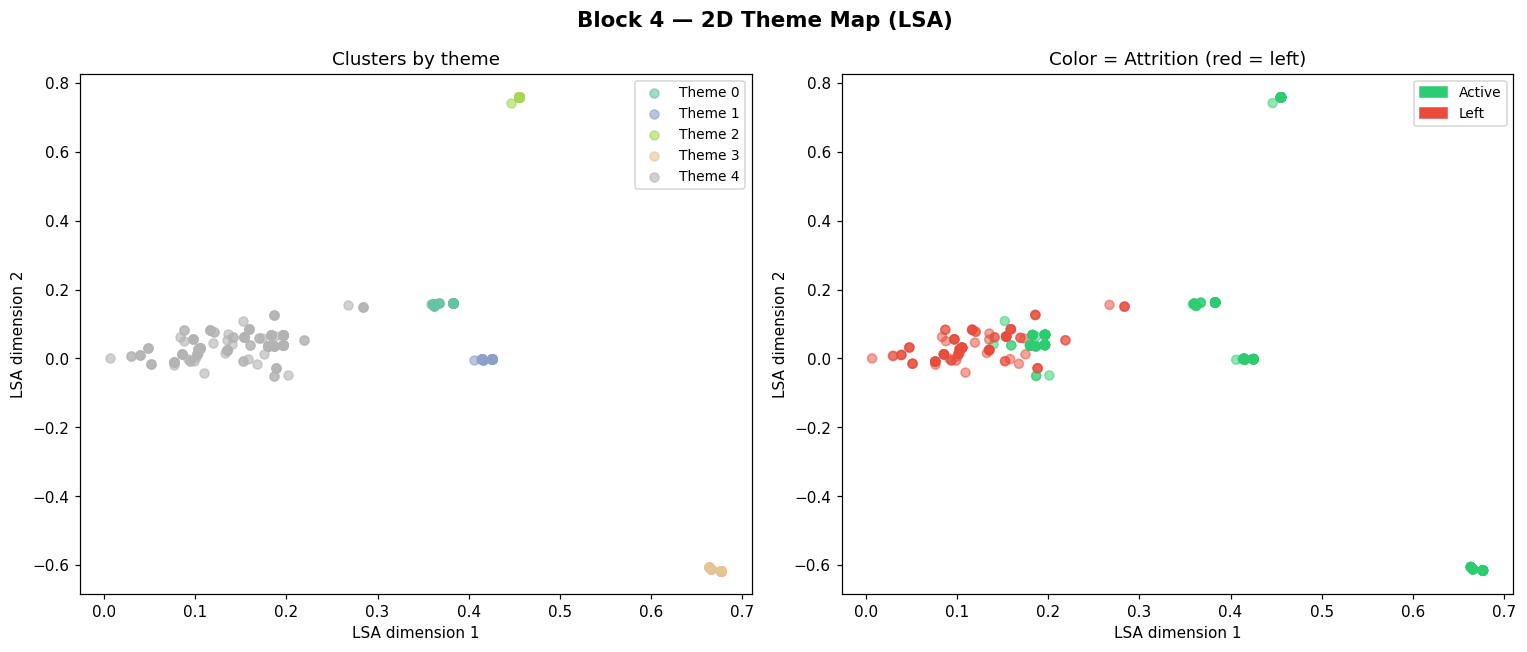 Block 4 — 2D Theme Map (LSA)
Clusters by theme
Theme 0
Theme 1
Theme 2
Theme 3
Theme 4
0.8
0.6
0.4
0.2
0.0
−0.2
−0.4
−0.6
LSA dimension 2
0.0 0.1 0.2 0.3 0.4 0.5 0.6 0.7
LSA dimension 1
Color = Attrition (red = left)
Active
Left
0.8
0.6
0.4
0.2
0.0
−0.2
−0.4
−0.6
LSA dimension 2
0.0 0.1 0.2 0.3 0.4 0.5 0.6 0.7
LSA dimension 1